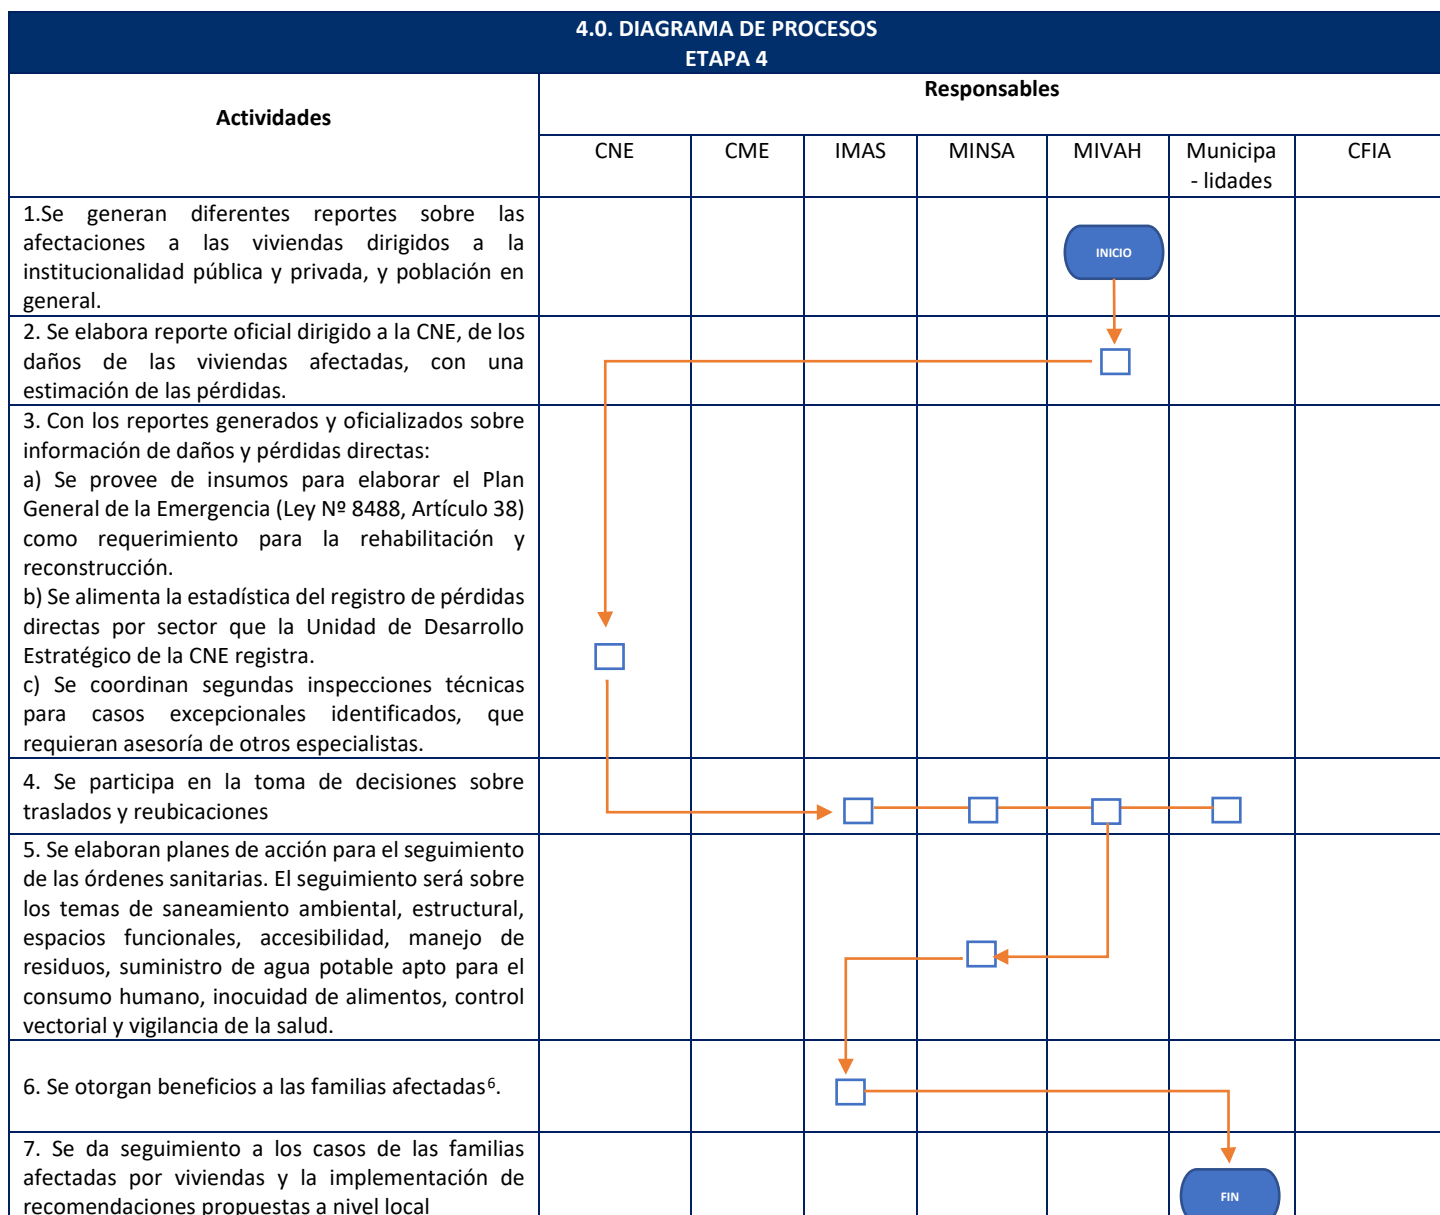 4.0. DIAGRAMA DE PROCESOS
ETAPA 4
Actividades
Responsables
CNE
CME
IMAS
MINSA
MIVAH
Municipa
- lidades
CFIA
1.Se generan diferentes reportes sobre las
afectaciones a las viviendas dirigidos a la
institucionalidad pública y privada, y población en
general.
INICIO
2. Se elabora reporte oficial dirigido a la CNE, de los
daños de las viviendas afectadas, con una
estimación de las pérdidas.
3. Con los reportes generados y oficializados sobre
información de daños y pérdidas directas:
a) Se provee de insumos para elaborar el Plan
General de la Emergencia (Ley Nº 8488, Artículo 38)
como requerimiento para la rehabilitación y
reconstrucción.
b) Se alimenta la estadística del registro de pérdidas
directas por sector que la Unidad de Desarrollo
Estratégico de la CNE registra.
c) Se coordinan segundas inspecciones técnicas
para casos excepcionales identificados, que
requieran asesoría de otros especialistas.
4. Se participa en la toma de decisiones sobre
traslados y reubicaciones
5. Se elaboran planes de acción para el seguimiento
de las órdenes sanitarias. El seguimiento será sobre
los temas de saneamiento ambiental, estructural,
espacios funcionales, accesibilidad, manejo de
residuos, suministro de agua potable apto para el
consumo humano, inocuidad de alimentos, control
vectorial y vigilancia de la salud.
6. Se otorgan beneficios a las familias afectadas⁶.
7. Se da seguimiento a los casos de las familias
afectadas por viviendas y la implementación de
recomendaciones propuestas a nivel local
FIN